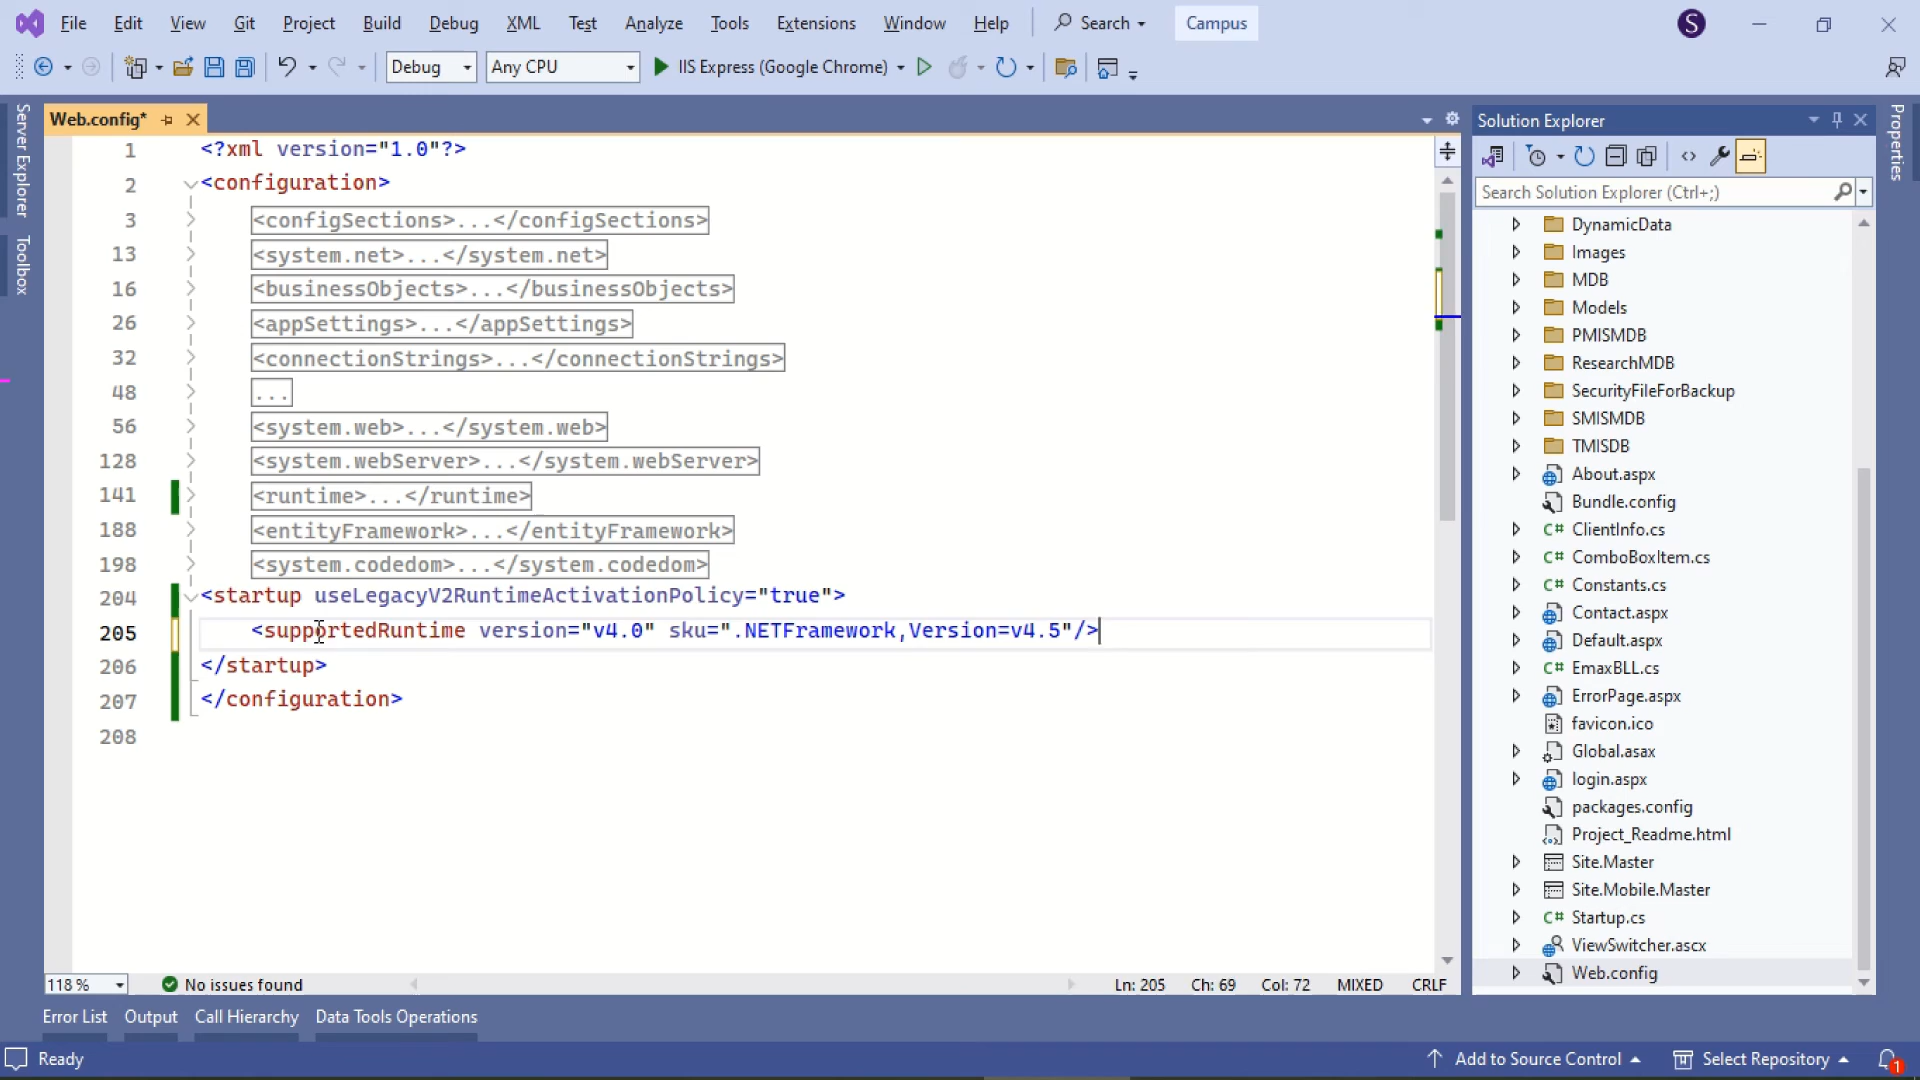 File Edit View Git Project Build Debug XML Test Analyze Tools Extensions Window Help Search Campus S
Debug Any CPU IIS Express (Google Chrome)
Server Explorer
Toolbox
Web.config*
1 <?xml version="1.0"?>
2 <configuration>
3 <configSections>...</configSections>
13 <system.net>...</system.net>
16 <businessObjects>...</businessObjects>
26 <appSettings>...</appSettings>
32 <connectionStrings>...</connectionStrings>
48 ...
56 <system.web>...</system.web>
128 <system.webServer>...</system.webServer>
141 <runtime>...</runtime>
188 <entityFramework>...</entityFramework>
198 <system.codedom>...</system.codedom>
204 <startup useLegacyV2RuntimeActivationPolicy="true">
205 <supportedRuntime version="v4.0" sku=".NETFramework,Version=v4.5"/>
206 </startup>
207 </configuration>
208
118 % No issues found Ln: 205 Ch: 69 Col: 72 MIXED CRLF
Solution Explorer
Search Solution Explorer (Ctrl+;)
DynamicData
Images
MDB
Models
PMISMDB
ResearchMDB
SecurityFileForBackup
SMISMDB
TMISDB
About.aspx
Bundle.config
C# ClientInfo.cs
C# ComboBoxItem.cs
C# Constants.cs
Contact.aspx
Default.aspx
C# EmaxBLL.cs
ErrorPage.aspx
favicon.ico
Global.asax
login.aspx
packages.config
Project_Readme.html
Site.Master
Site.Mobile.Master
C# Startup.cs
ViewSwitcher.ascx
Web.config
Properties
Error List Output Call Hierarchy Data Tools Operations
Ready Add to Source Control Select Repository 1